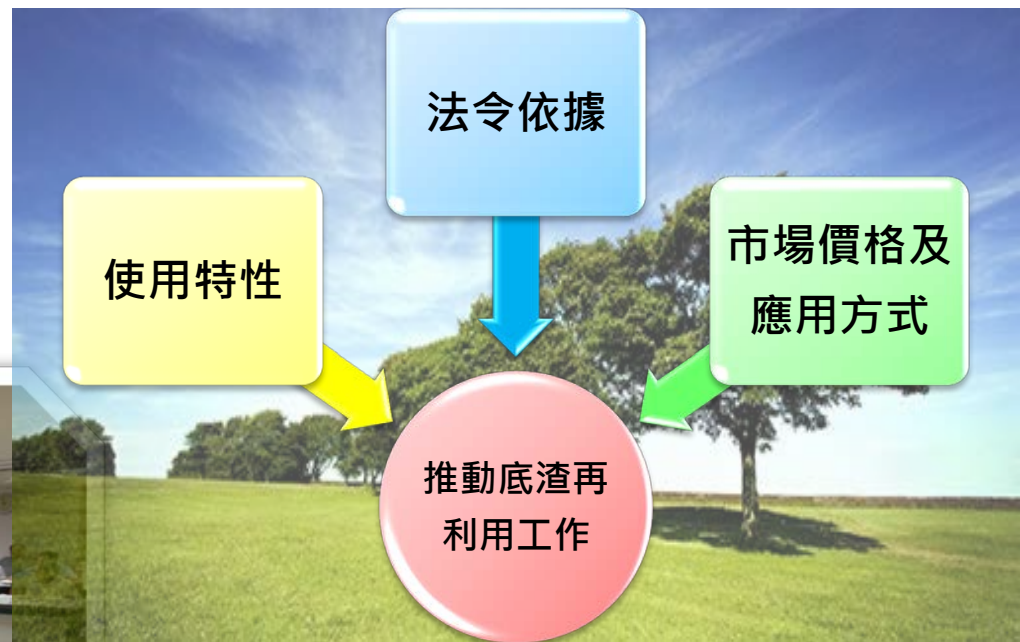 法令依據
使用特性
市場價格及
應用方式
推動底渣再
利用工作